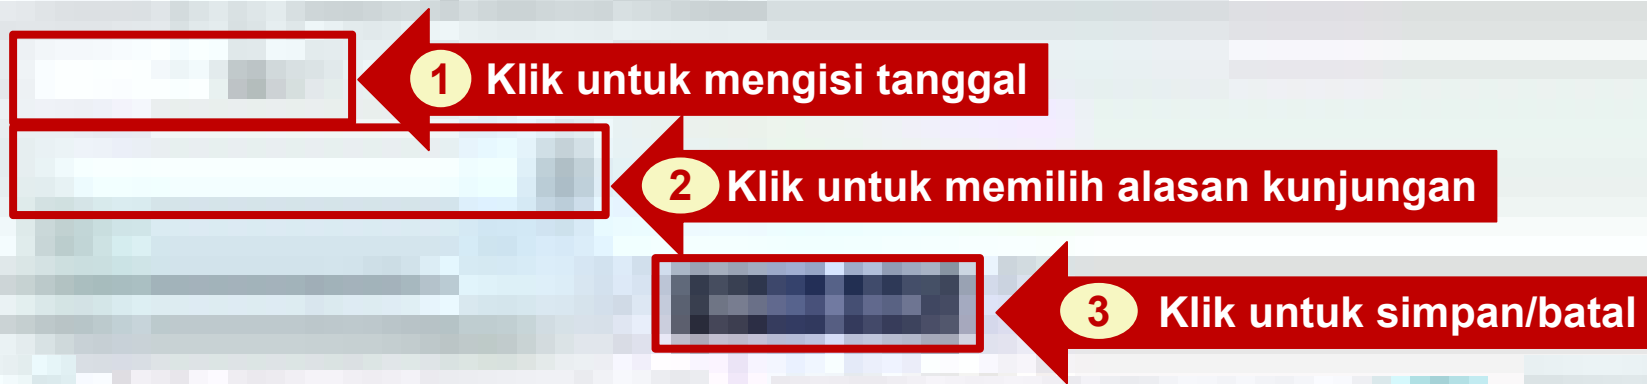 1 Klik untuk mengisi tanggal
2 Klik untuk memilih alasan kunjungan
3 Klik untuk simpan/batal